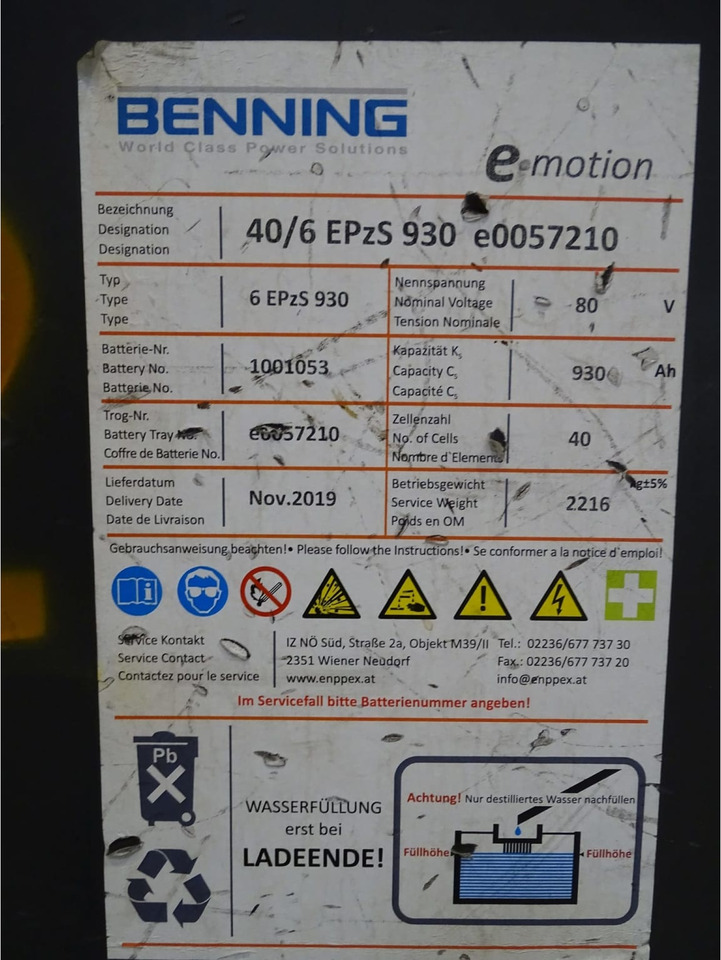 BENNING
World Class Power Solutions
e-motion
Bezeichnung
Designation
Designation
40/6 EPzS 930 e0057210
Typ
Type
Type
6 EPzS 930
Nennspannung
Nominal Voltage
Tension Nominale
80 V
Batterie-Nr.
Battery No.
Batterie No.
1001053
Kapazität K₅
Capacity C₅
Capacité C₅
930 Ah
Trog-Nr.
Battery Tray No.
Coffre de Batterie No.
e0057210
Zellenzahl
No. of Cells
Nombre d`Elements
40
Lieferdatum
Delivery Date
Date de Livraison
Nov.2019
Betriebsgewicht
Service Weight
Poids en OM
kg±5%
2216
Gebrauchsanweisung beachten!• Please follow the Instructions!• Se conformer a la notice d`emploi!
Service Kontakt
Service Contact
Contactez pour le service
IZ NÖ Süd, Straße 2a, Objekt M39/II Tel.: 02236/677 737 30
2351 Wiener Neudorf Fax.: 02236/677 737 20
www.enppex.at info@enppex.at
Im Servicefall bitte Batterienummer angeben!
Pb
WASSERFÜLLUNG
erst bei
LADEENDE!
Achtung! Nur destilliertes Wasser nachfüllen
Füllhöhe Füllhöhe